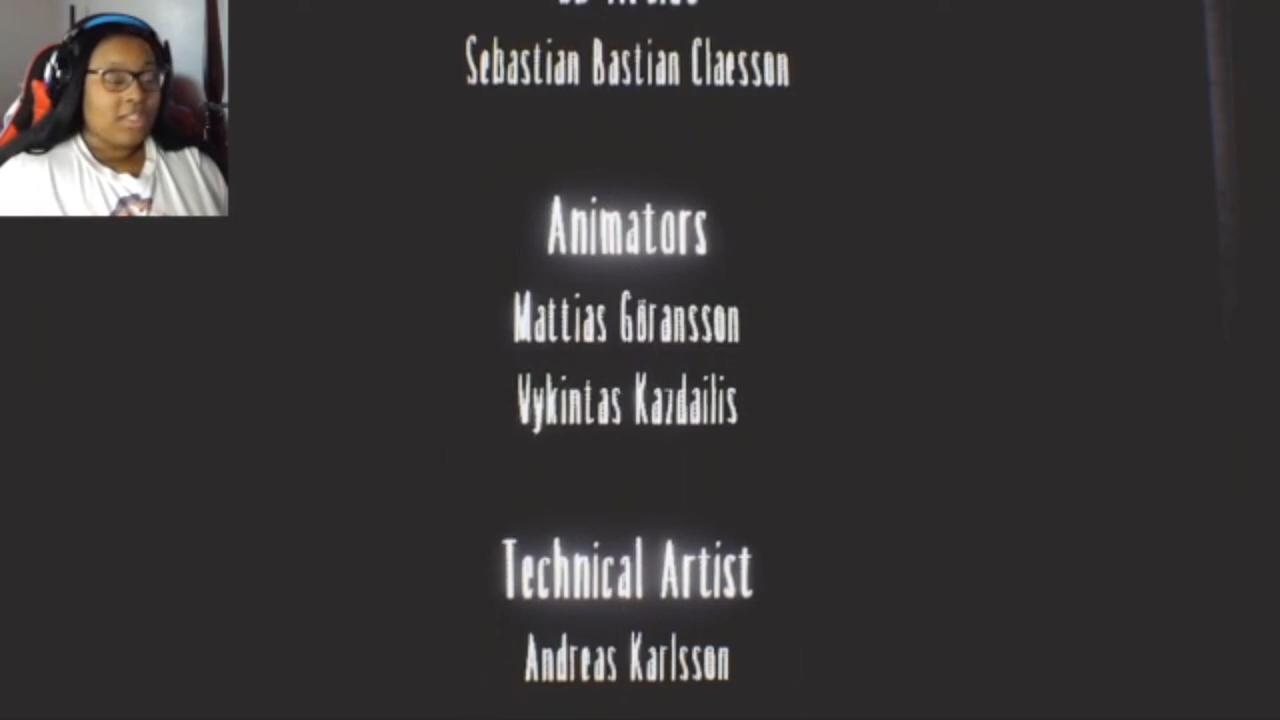 Sebastian Bastian Claesson
Animators
Mattias Göransson
Vykintas Kazdailis
Technical Artist
Andreas Karlsson